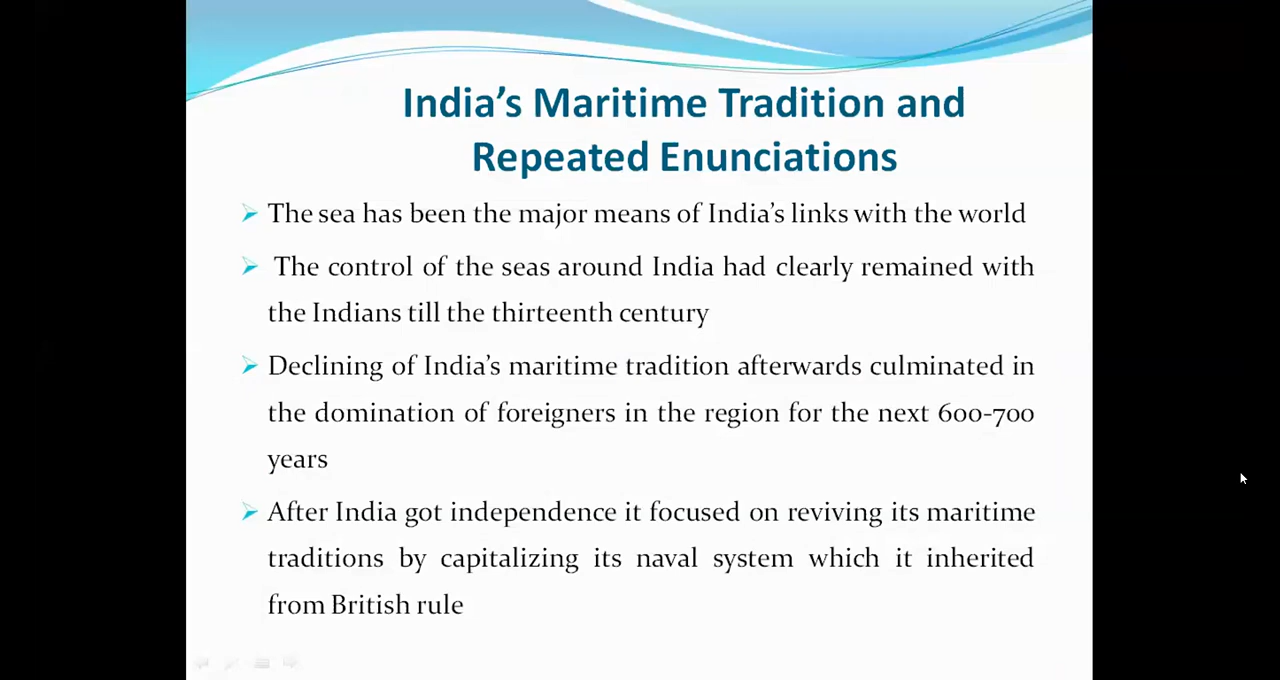 India’s Maritime Tradition and
Repeated Enunciations
The sea has been the major means of India’s links with the world
The control of the seas around India had clearly remained with
the Indians till the thirteenth century
Declining of India’s maritime tradition afterwards culminated in
the domination of foreigners in the region for the next 600-700
years
After India got independence it focused on reviving its maritime
traditions by capitalizing its naval system which it inherited
from British rule